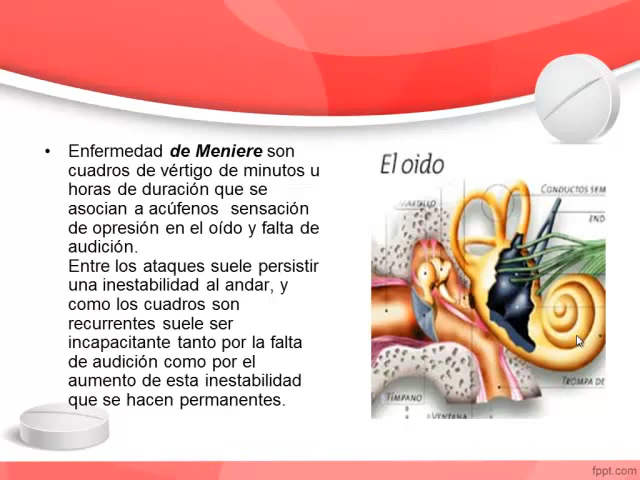 • Enfermedad de Meniere son
cuadros de vértigo de minutos u
horas de duración que se
asocian a acúfenos sensación
de opresión en el oído y falta de
audición.
Entre los ataques suele persistir
una inestabilidad al andar, y
como los cuadros son
recurrentes suele ser
incapacitante tanto por la falta
de audición como por el
aumento de esta inestabilidad
que se hacen permanentes.
El oido
CONDUCTOS SEM
END
TROMPA DE
TÍMPANO
VENTANA
fppt.com